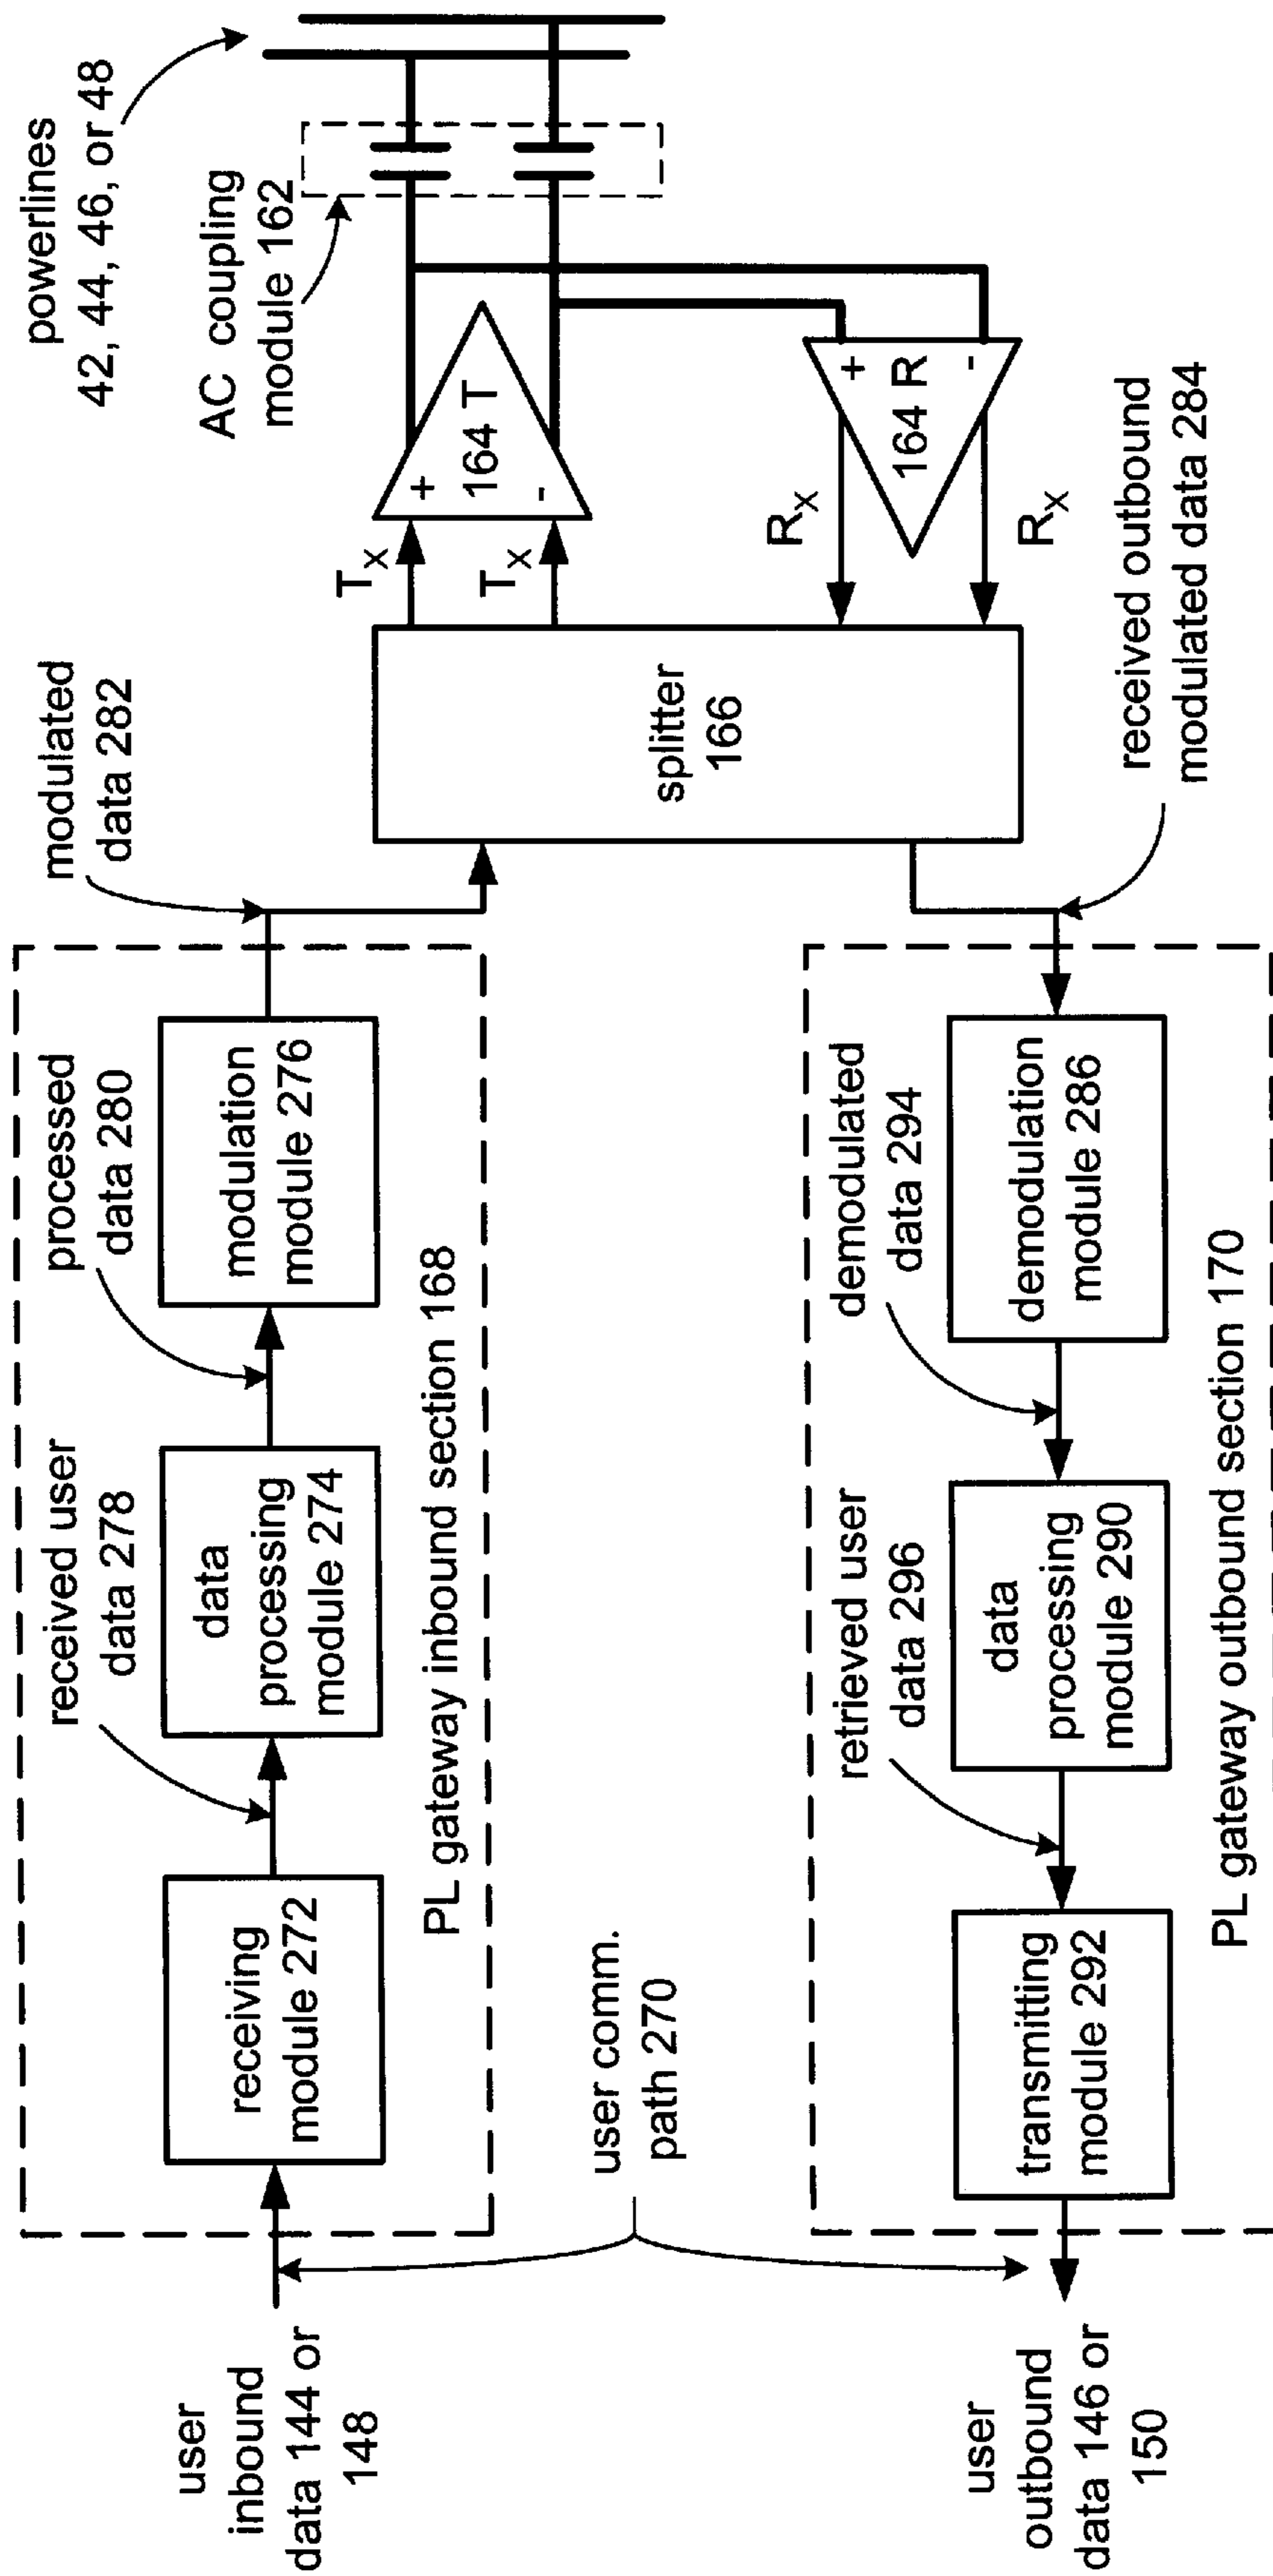 user
inbound
data 144 or
148
receiving
module 272
received user
data 278
data
processing
module 274
processed
data 280
modulation
module 276
PL gateway inbound section 168
modulated
data 282
splitter
166
Tx
Tx
+
-
164 T
AC coupling
module 162
powerlines
42, 44, 46, or 48
+
-
164 R
Rx
Rx
received outbound
modulated data 284
user comm.
path 270
demodulation
module 286
demodulated
data 294
data
processing
module 290
retrieved user
data 296
transmitting
module 292
PL gateway outbound section 170
user
outbound
data 146 or
150